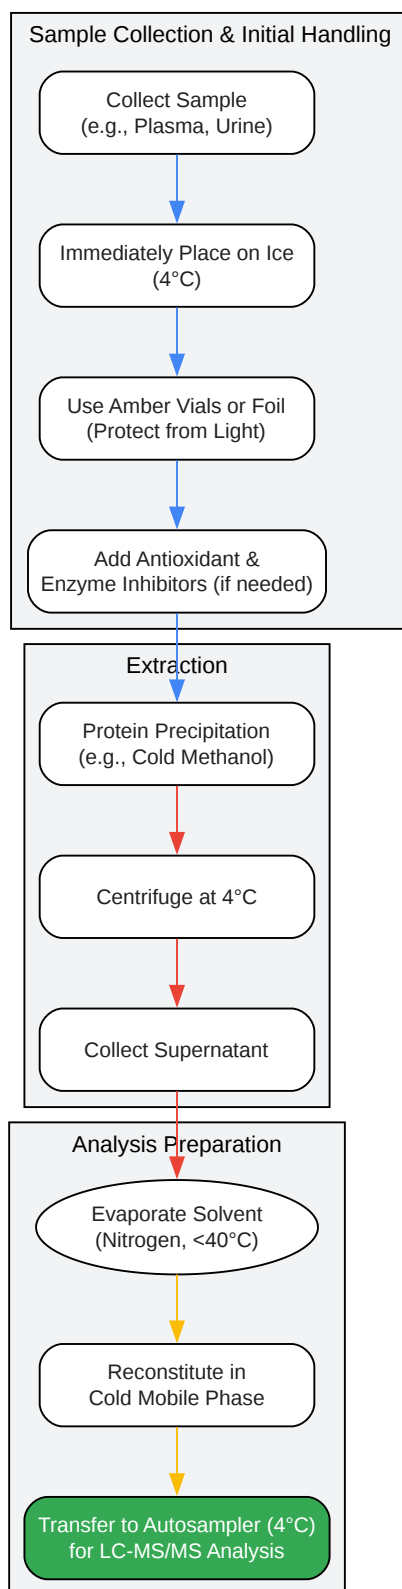 Sample Collection & Initial Handling
Collect Sample
(e.g., Plasma, Urine)
Immediately Place on Ice
(4°C)
Use Amber Vials or Foil
(Protect from Light)
Add Antioxidant &
Enzyme Inhibitors (if needed)
Extraction
Protein Precipitation
(e.g., Cold Methanol)
Centrifuge at 4°C
Collect Supernatant
Analysis Preparation
Evaporate Solvent
(Nitrogen, <40°C)
Reconstitute in
Cold Mobile Phase
Transfer to Autosampler (4°C)
for LC-MS/MS Analysis